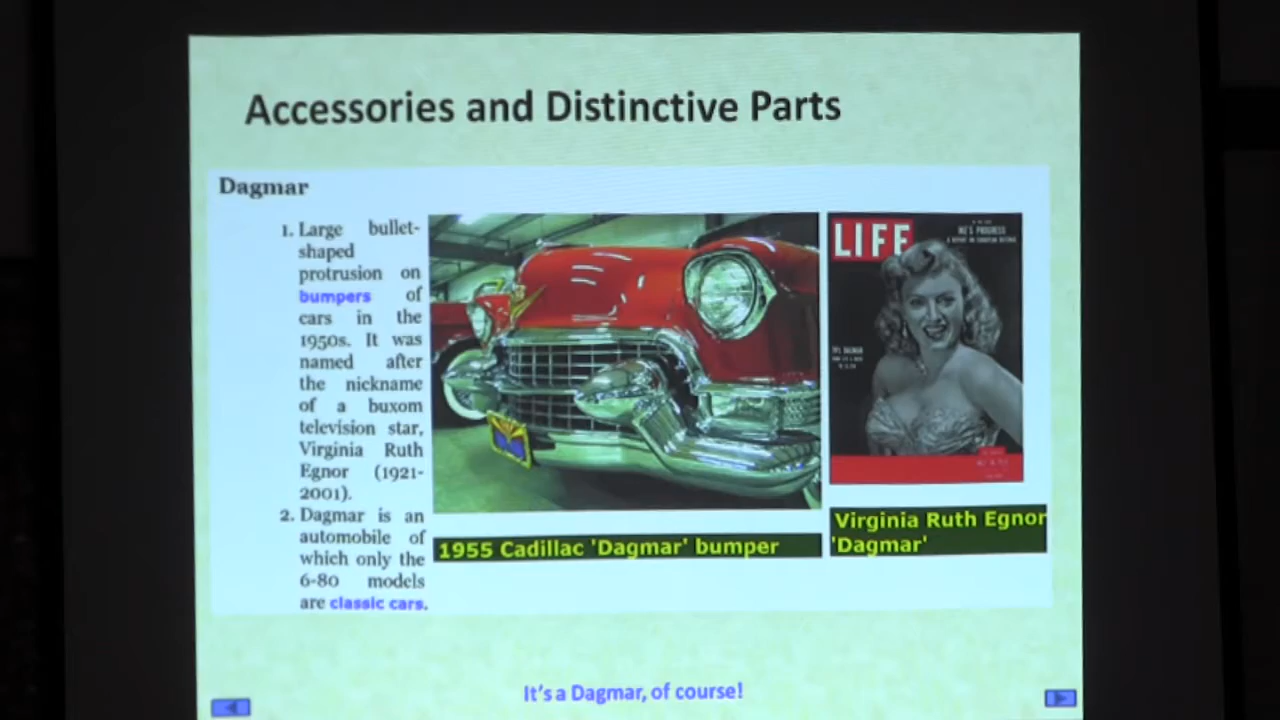 Accessories and Distinctive Parts
Dagmar
1. Large bullet-
shaped
protrusion on
bumpers of
cars in the
1950s. It was
named after
the nickname
of a buxom
television star,
Virginia Ruth
Egnor (1921-
2001).
2. Dagmar is an
automobile of
which only the
6-80 models
are classic cars.
1955 Cadillac 'Dagmar' bumper
LIFE
Virginia Ruth Egnor
'Dagmar'
It's a Dagmar, of course!